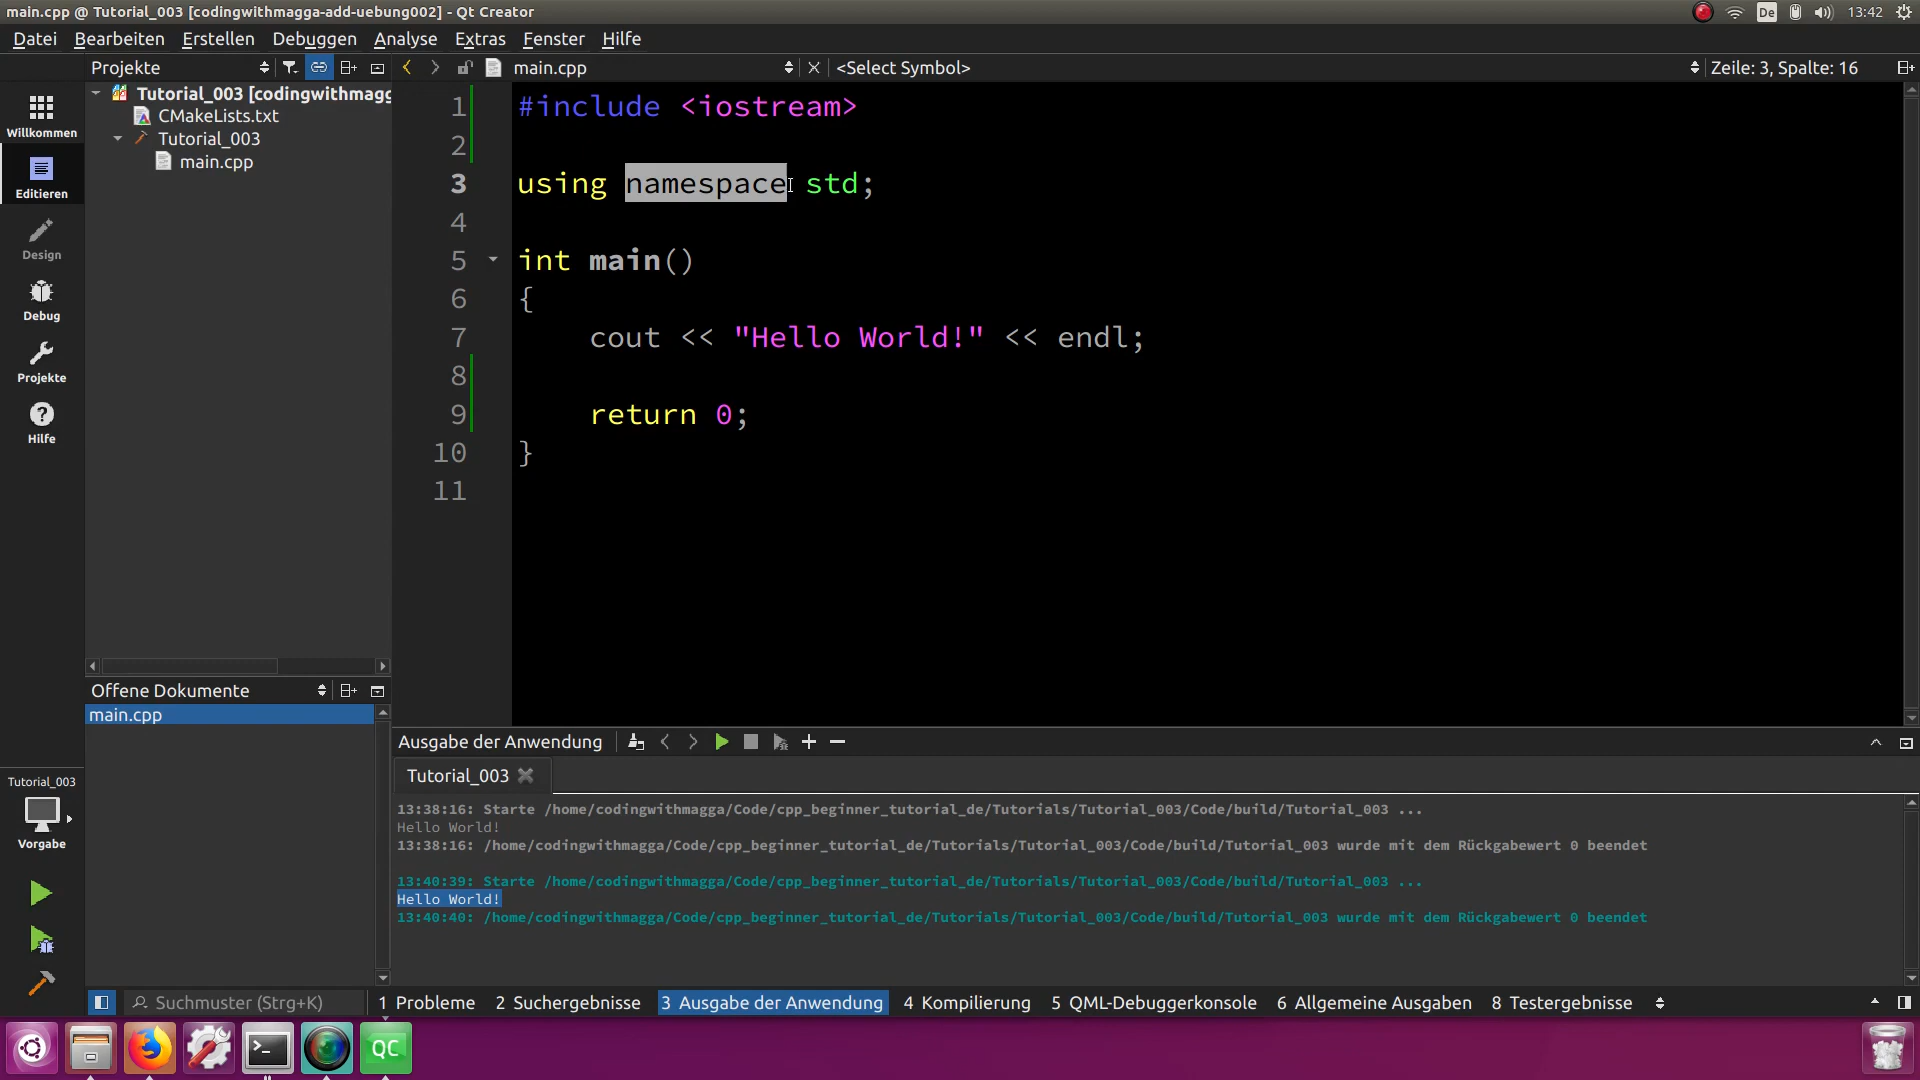 main.cpp @ Tutorial_003 [codingwithmagga-add-uebung002] - Qt Creator
De 13:42
Datei Bearbeiten Erstellen Debuggen Analyse Extras Fenster Hilfe
Projekte main.cpp <Select Symbol> Zeile: 3, Spalte: 16
Tutorial_003 [codingwithmagg
CMakeLists.txt
Tutorial_003
main.cpp
Willkommen
Editieren
Design
Debug
Projekte
Hilfe
1 #include <iostream>
2
3 using namespace std;
4
5 int main()
6 {
7 cout << "Hello World!" << endl;
8
9 return 0;
10 }
11
Offene Dokumente
main.cpp
Tutorial_003
Vorgabe
Ausgabe der Anwendung
Tutorial_003
13:38:16: Starte /home/codingwithmagga/Code/cpp_beginner_tutorial_de/Tutorials/Tutorial_003/Code/build/Tutorial_003 ...
Hello World!
13:38:16: /home/codingwithmagga/Code/cpp_beginner_tutorial_de/Tutorials/Tutorial_003/Code/build/Tutorial_003 wurde mit dem Rückgabewert 0 beendet
13:40:39: Starte /home/codingwithmagga/Code/cpp_beginner_tutorial_de/Tutorials/Tutorial_003/Code/build/Tutorial_003 ...
Hello World!
13:40:40: /home/codingwithmagga/Code/cpp_beginner_tutorial_de/Tutorials/Tutorial_003/Code/build/Tutorial_003 wurde mit dem Rückgabewert 0 beendet
Suchmuster (Strg+K) 1 Probleme 2 Suchergebnisse 3 Ausgabe der Anwendung 4 Kompilierung 5 QML-Debuggerkonsole 6 Allgemeine Ausgaben 8 Testergebnisse
QC